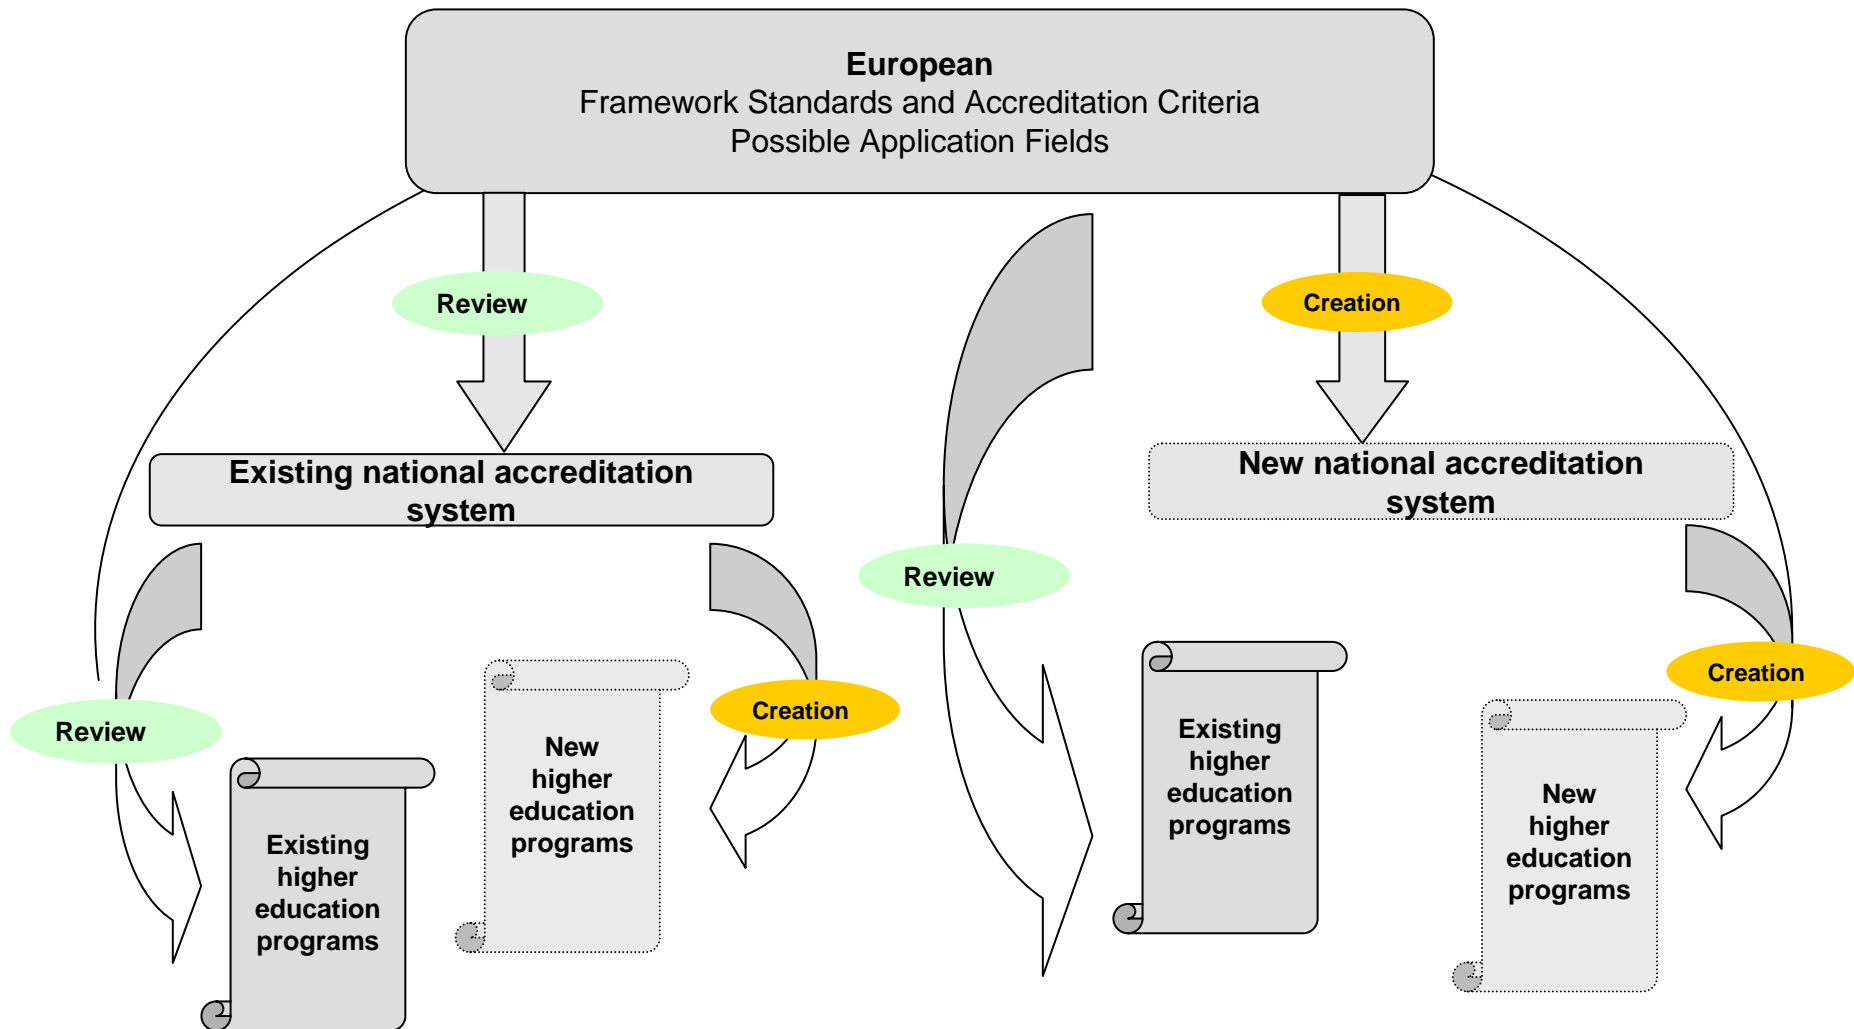 European
Framework Standards and Accreditation Criteria
Possible Application Fields
Review
Creation
Existing national accreditation
system
New national accreditation
system
Review
Creation
Review
Creation
Existing
higher
education
programs
New
higher
education
programs
Existing
higher
education
programs
New
higher
education
programs